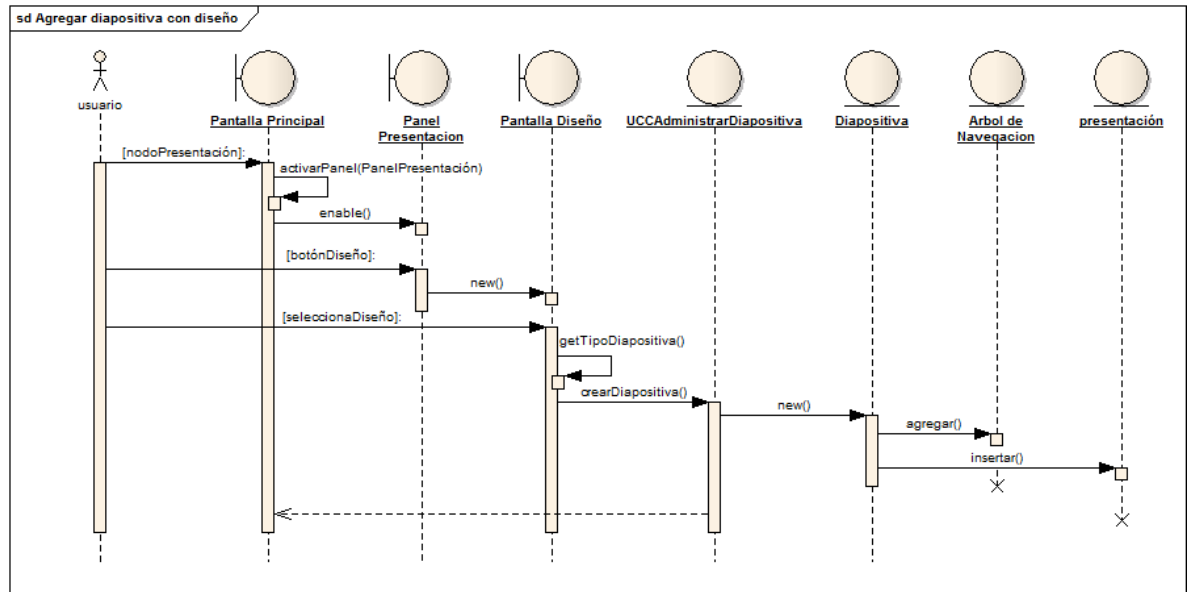 sd Agregar diapositiva con diseño
usuario
Pantalla Principal
Panel
Presentacion
Pantalla Diseño
UCCAdministrarDiapositiva
Diapositiva
Arbol de
Navegacion
presentación
[nodoPresentación]:
activarPanel(PanelPresentación)
enable()
[botónDiseño]:
new()
[seleccionaDiseño]:
getTipoDiapositiva()
crearDiapositiva()
new()
agregar()
insertar()